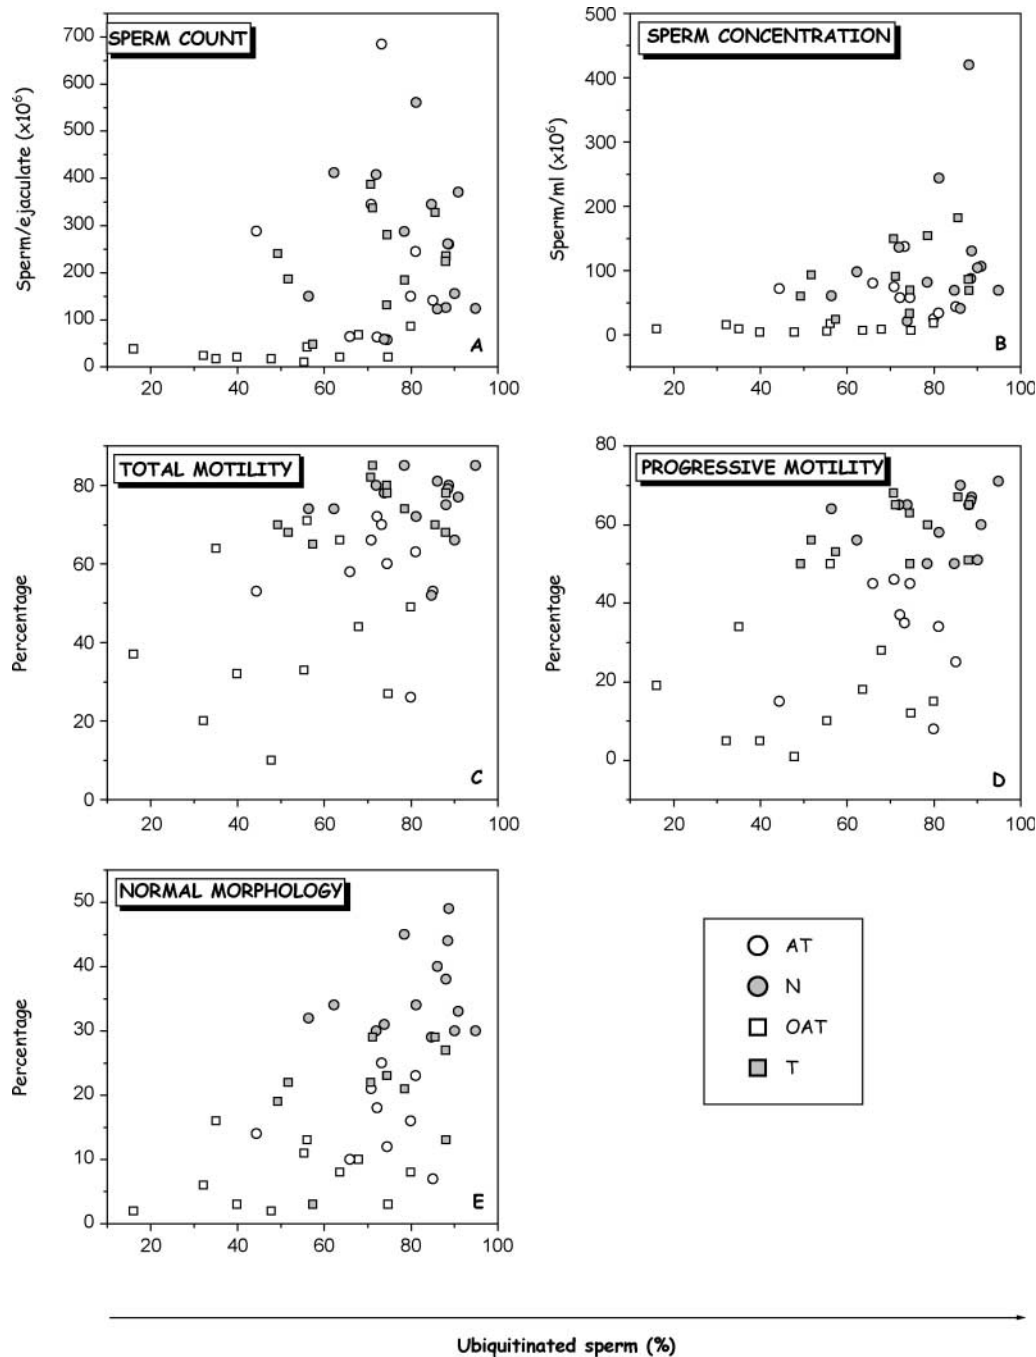 SPERM COUNT
Sperm/ejaculate (x10⁶)
700
600
500
400
300
200
100
0
20 40 60 80 100
A
SPERM CONCENTRATION
Sperm/ml (x10⁶)
500
400
300
200
100
0
20 40 60 80 100
B
TOTAL MOTILITY
Percentage
80
60
40
20
0
20 40 60 80 100
C
PROGRESSIVE MOTILITY
Percentage
80
60
40
20
0
20 40 60 80 100
D
NORMAL MORPHOLOGY
Percentage
50
40
30
20
10
0
20 40 60 80 100
E
AT
N
OAT
T
Ubiquitinated sperm (%)